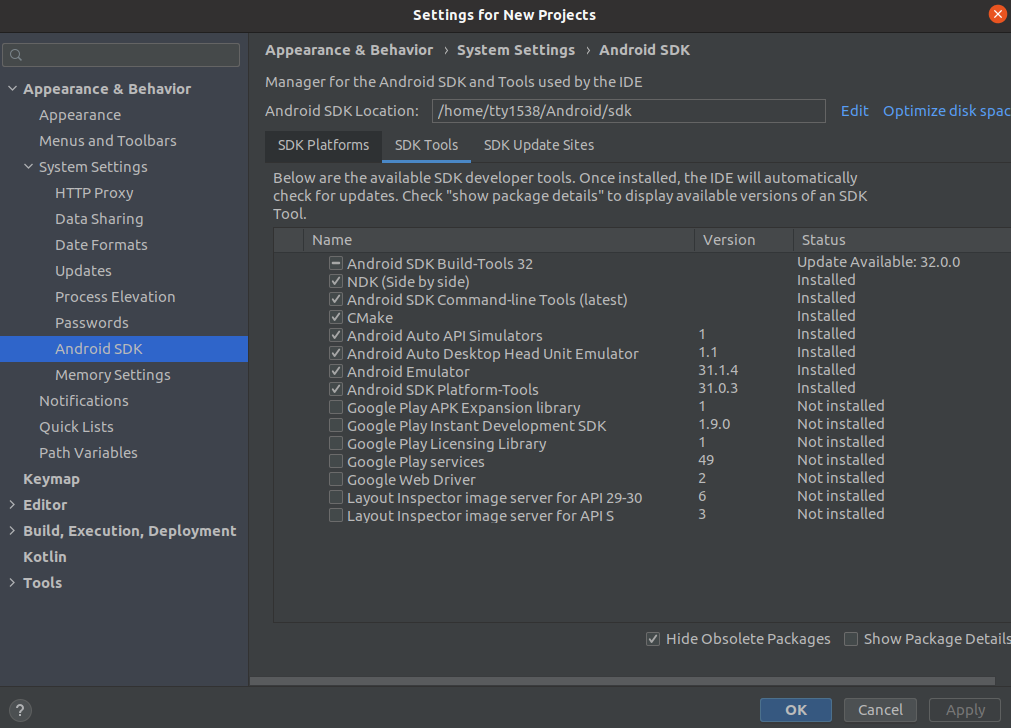 Settings for New Projects
Appearance & Behavior › System Settings › Android SDK
Manager for the Android SDK and Tools used by the IDE
Android SDK Location: /home/tty1538/Android/sdk Edit Optimize disk spac
Appearance & Behavior
Appearance
Menus and Toolbars
System Settings
HTTP Proxy
Data Sharing
Date Formats
Updates
Process Elevation
Passwords
Android SDK
Memory Settings
Notifications
Quick Lists
Path Variables
Keymap
Editor
Build, Execution, Deployment
Kotlin
Tools
SDK Platforms SDK Tools SDK Update Sites
Below are the available SDK developer tools. Once installed, the IDE will automatically
check for updates. Check "show package details" to display available versions of an SDK
Tool.
Name Version Status
Android SDK Build-Tools 32 Update Available: 32.0.0
NDK (Side by side) Installed
Android SDK Command-line Tools (latest) Installed
CMake Installed
Android Auto API Simulators 1 Installed
Android Auto Desktop Head Unit Emulator 1.1 Installed
Android Emulator 31.1.4 Installed
Android SDK Platform-Tools 31.0.3 Installed
Google Play APK Expansion library 1 Not installed
Google Play Instant Development SDK 1.9.0 Not installed
Google Play Licensing Library 1 Not installed
Google Play services 49 Not installed
Google Web Driver 2 Not installed
Layout Inspector image server for API 29-30 6 Not installed
Layout Inspector image server for API S 3 Not installed
Hide Obsolete Packages Show Package Details
? OK Cancel Apply